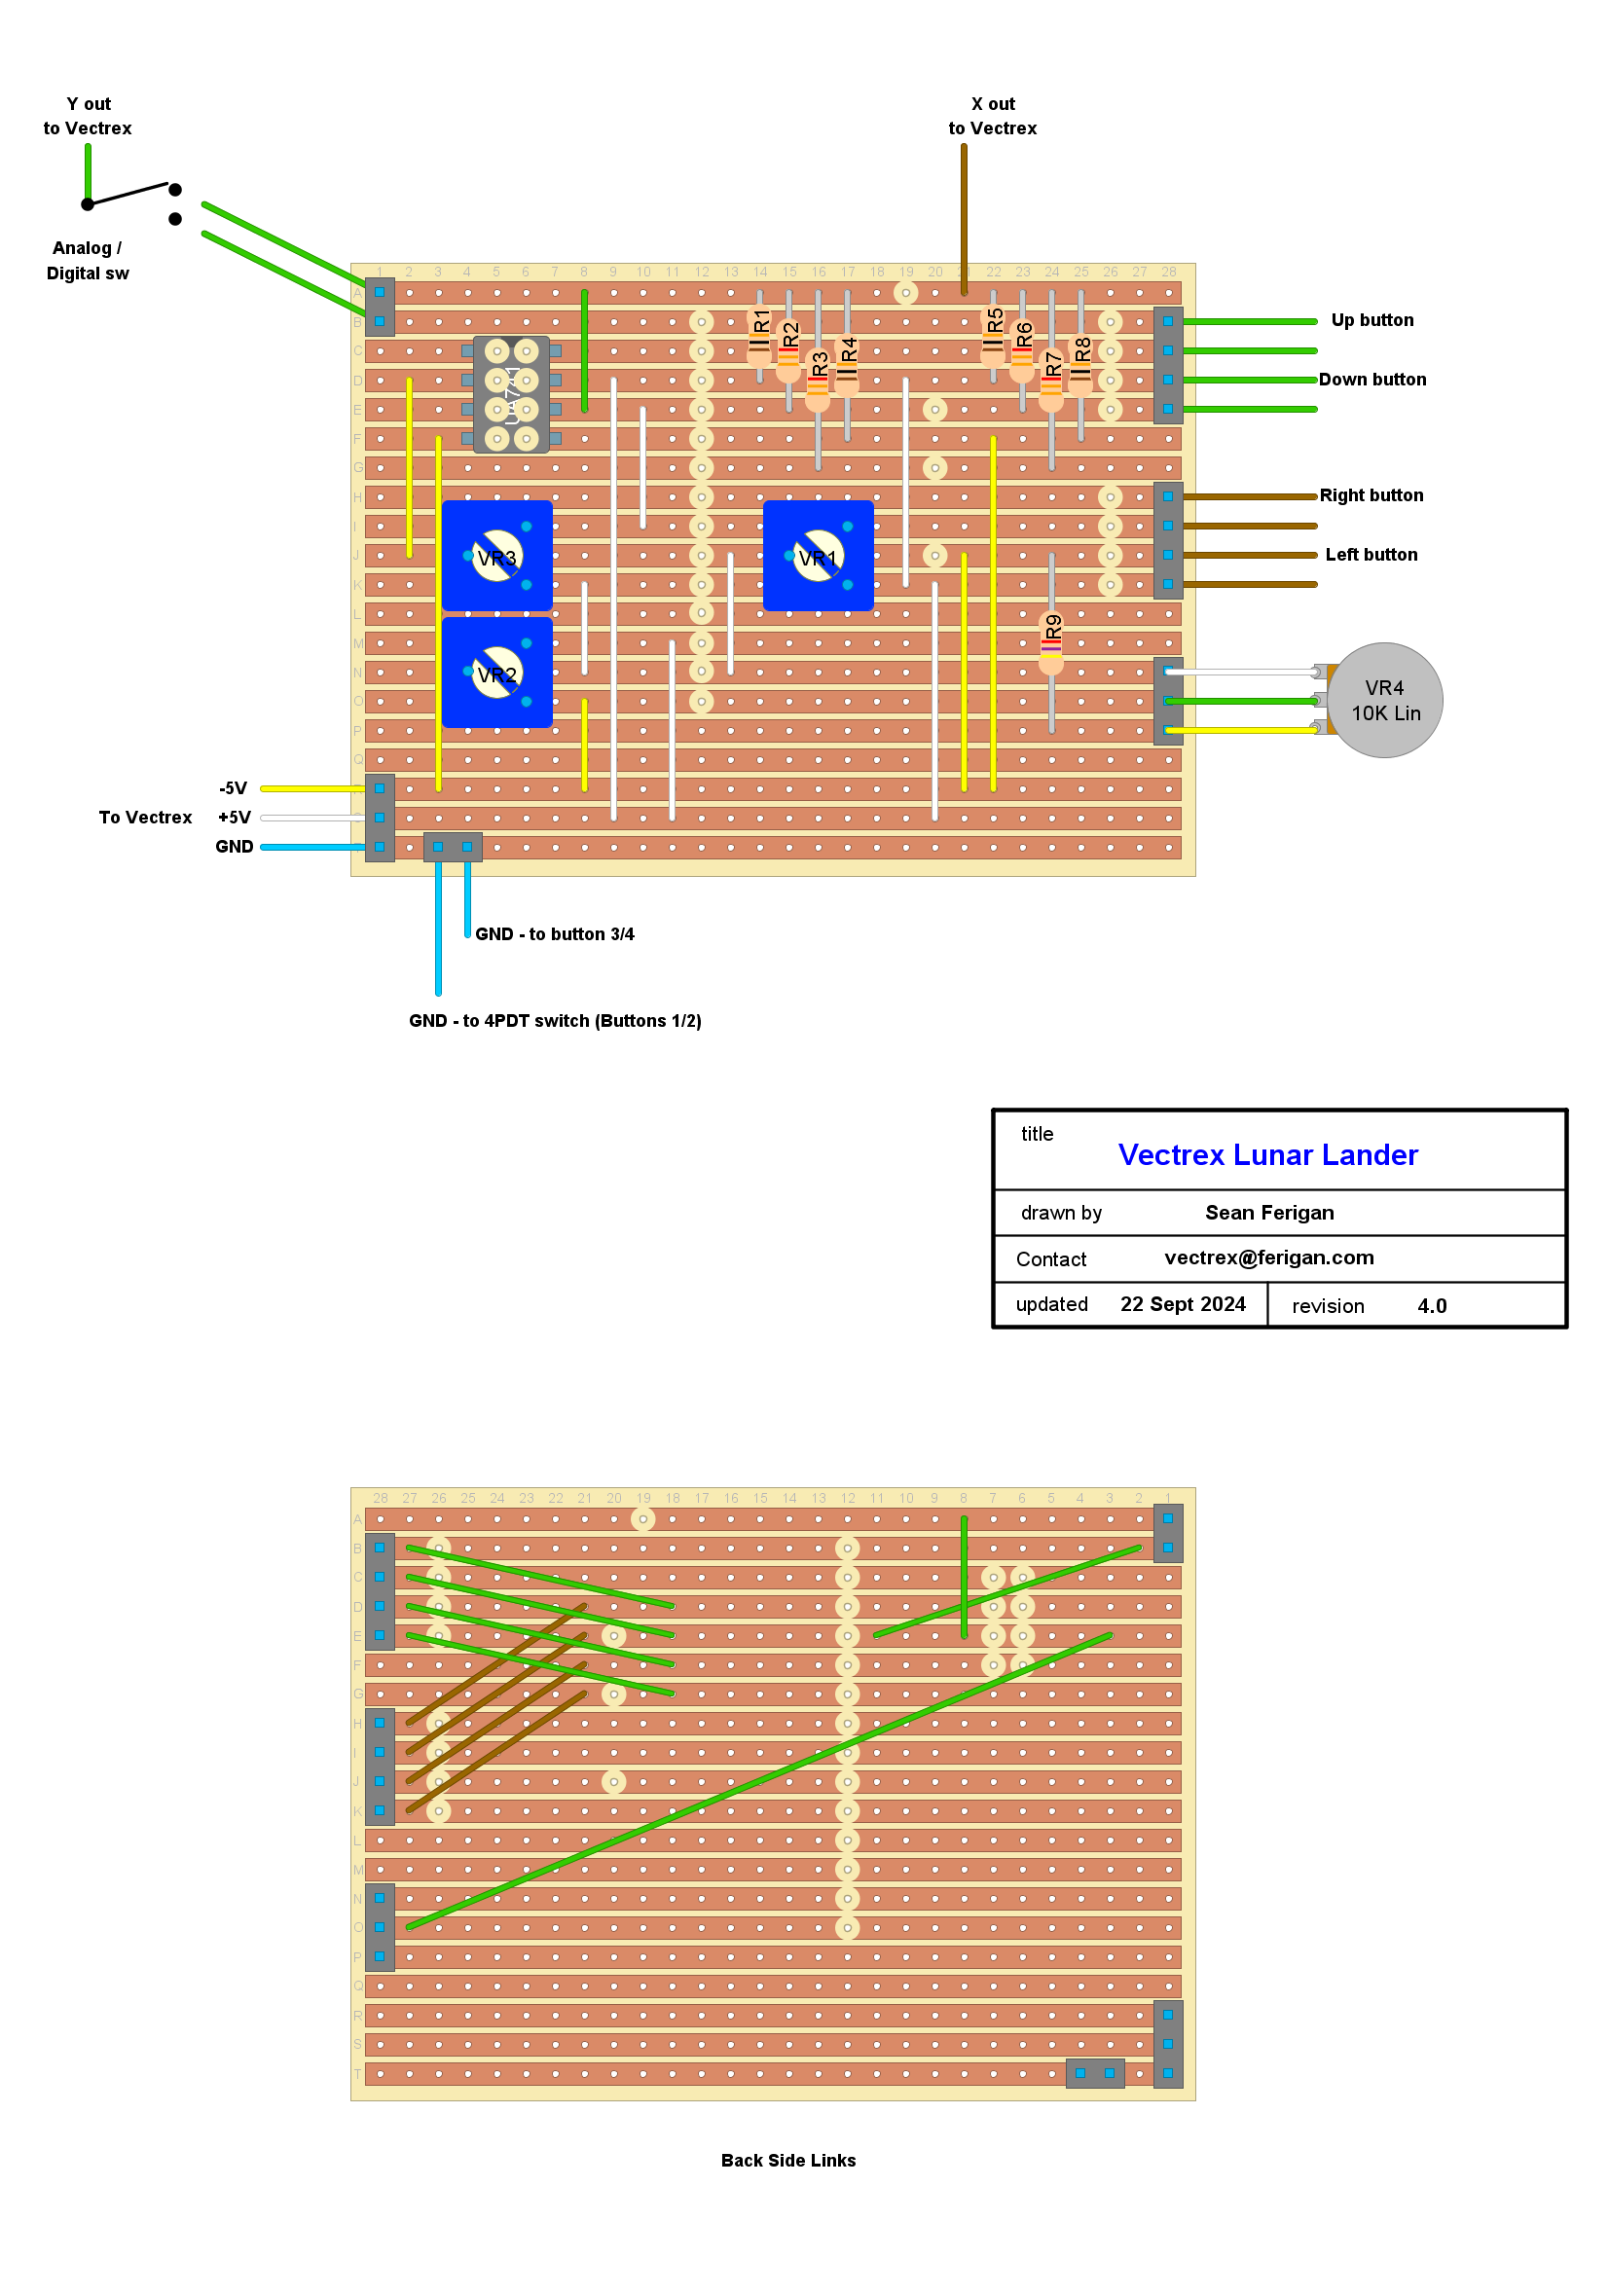 Y out
to Vectrex
X out
to Vectrex
Analog /
Digital sw
1 2 3 4 5 6 7 8 9 10 11 12 13 14 15 16 17 18 19 20 21 22 23 24 25 26 27 28
A
B
C
D
E
F
G
H
I
J
K
L
M
N
O
P
Q
UA741
R1
R2
R3
R4
R5
R6
R7
R8
Up button
Down button
Right button
Left button
VR3
VR1
VR2
R9
VR4
10K Lin
-5V
To Vectrex +5V
GND
GND - to button 3/4
GND - to 4PDT switch (Buttons 1/2)
title
Vectrex Lunar Lander
drawn by Sean Ferigan
Contact vectrex@ferigan.com
updated 22 Sept 2024 revision 4.0
28 27 26 25 24 23 22 21 20 19 18 17 16 15 14 13 12 11 10 9 8 7 6 5 4 3 2 1
A
B
C
D
E
F
G
H
I
J
K
L
M
N
O
P
Q
R
S
T
Back Side Links